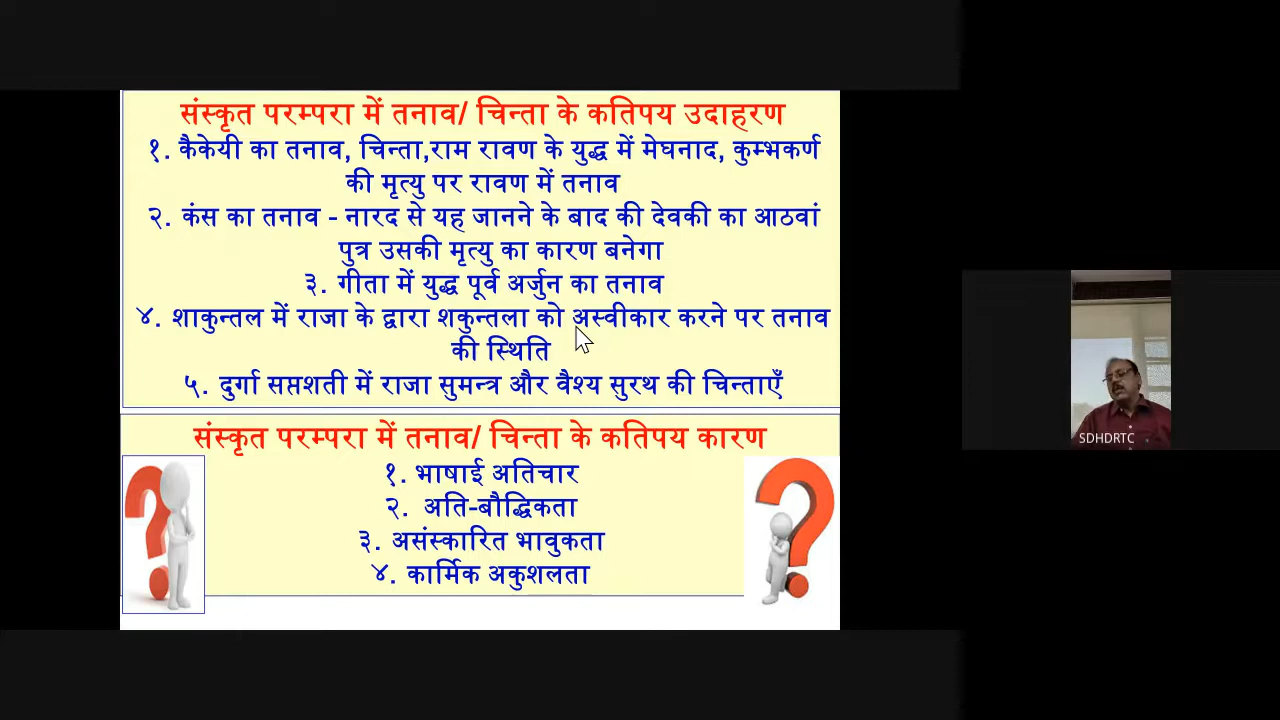 संस्कृत परम्परा में तनाव/ चिन्ता के कतिपय उदाहरण
१. कैकेयी का तनाव, चिन्ता,राम रावण के युद्ध में मेघनाद, कुम्भकर्ण
की मृत्यु पर रावण में तनाव
२. कंस का तनाव - नारद से यह जानने के बाद की देवकी का आठवां
पुत्र उसकी मृत्यु का कारण बनेगा
३. गीता में युद्ध पूर्व अर्जुन का तनाव
४. शाकुन्तल में राजा के द्वारा शकुन्तला को अस्वीकार करने पर तनाव
की स्थिति
५. दुर्गा सप्तशती में राजा सुमन्त्र और वैश्य सुरथ की चिन्ताएँ
संस्कृत परम्परा में तनाव/ चिन्ता के कतिपय कारण
१. भाषाई अतिचार
२. अति-बौद्धिकता
३. असंस्कारित भावुकता
४. कार्मिक अकुशलता
SDHDRTC